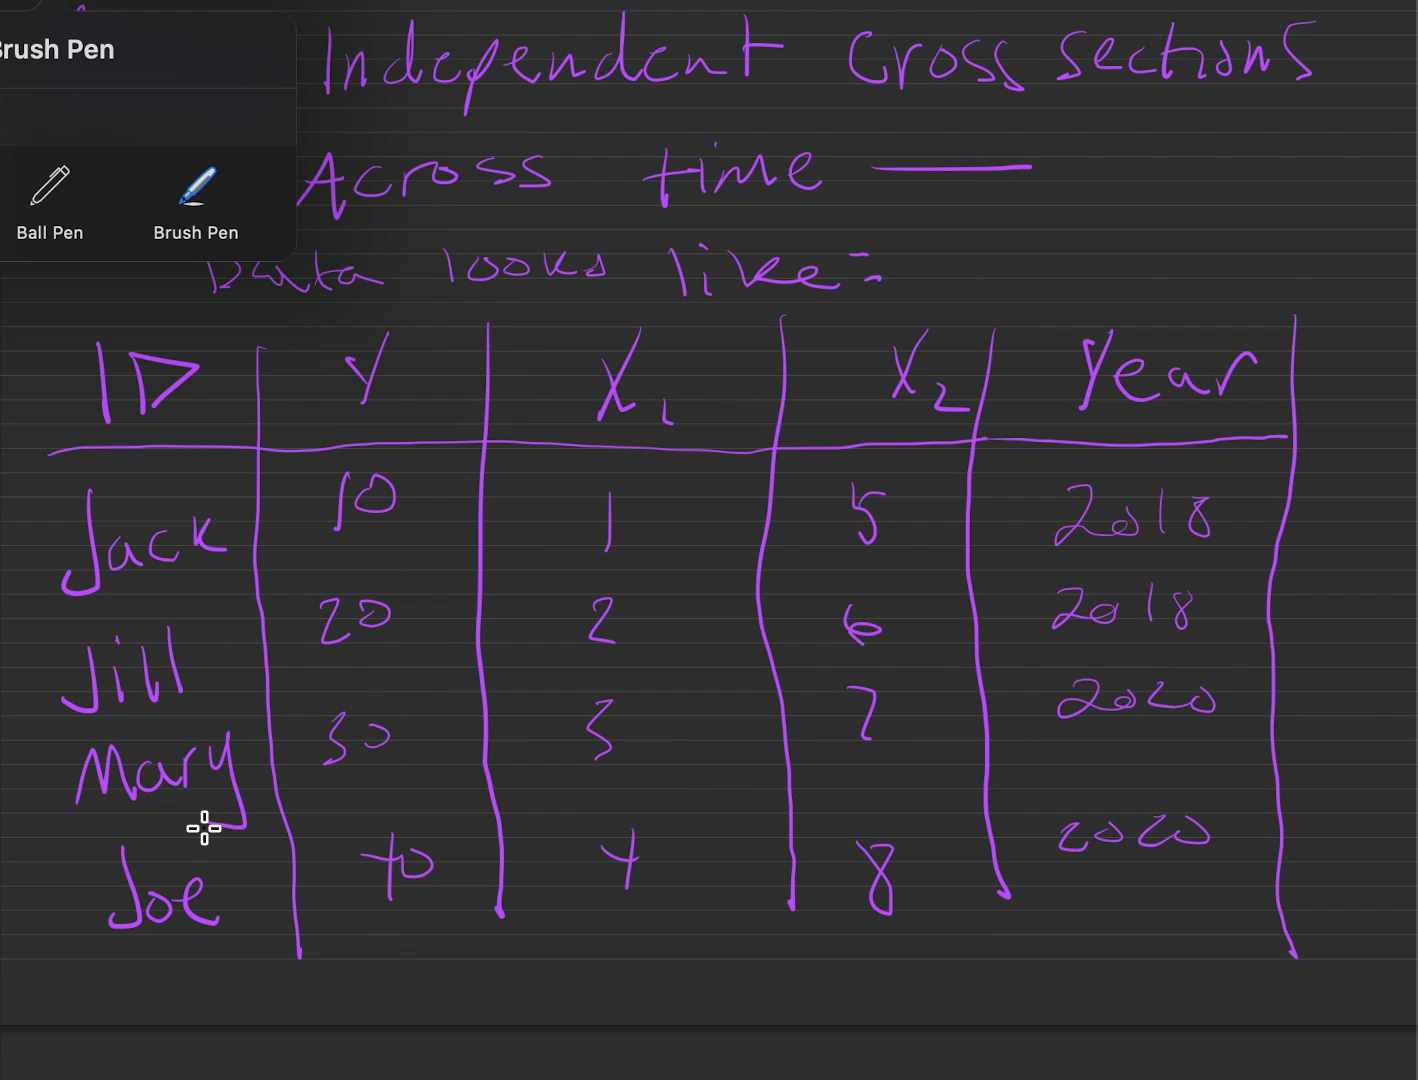 Brush Pen
Independent Cross sections
Across time
Ball Pen Brush Pen
Data looks like =
ID Y X1 X2 Year
Jack 10 1 5 2018
Jill 20 2 6 2018
Mary 30 3 7 2020
Joe 40 4 8 2020